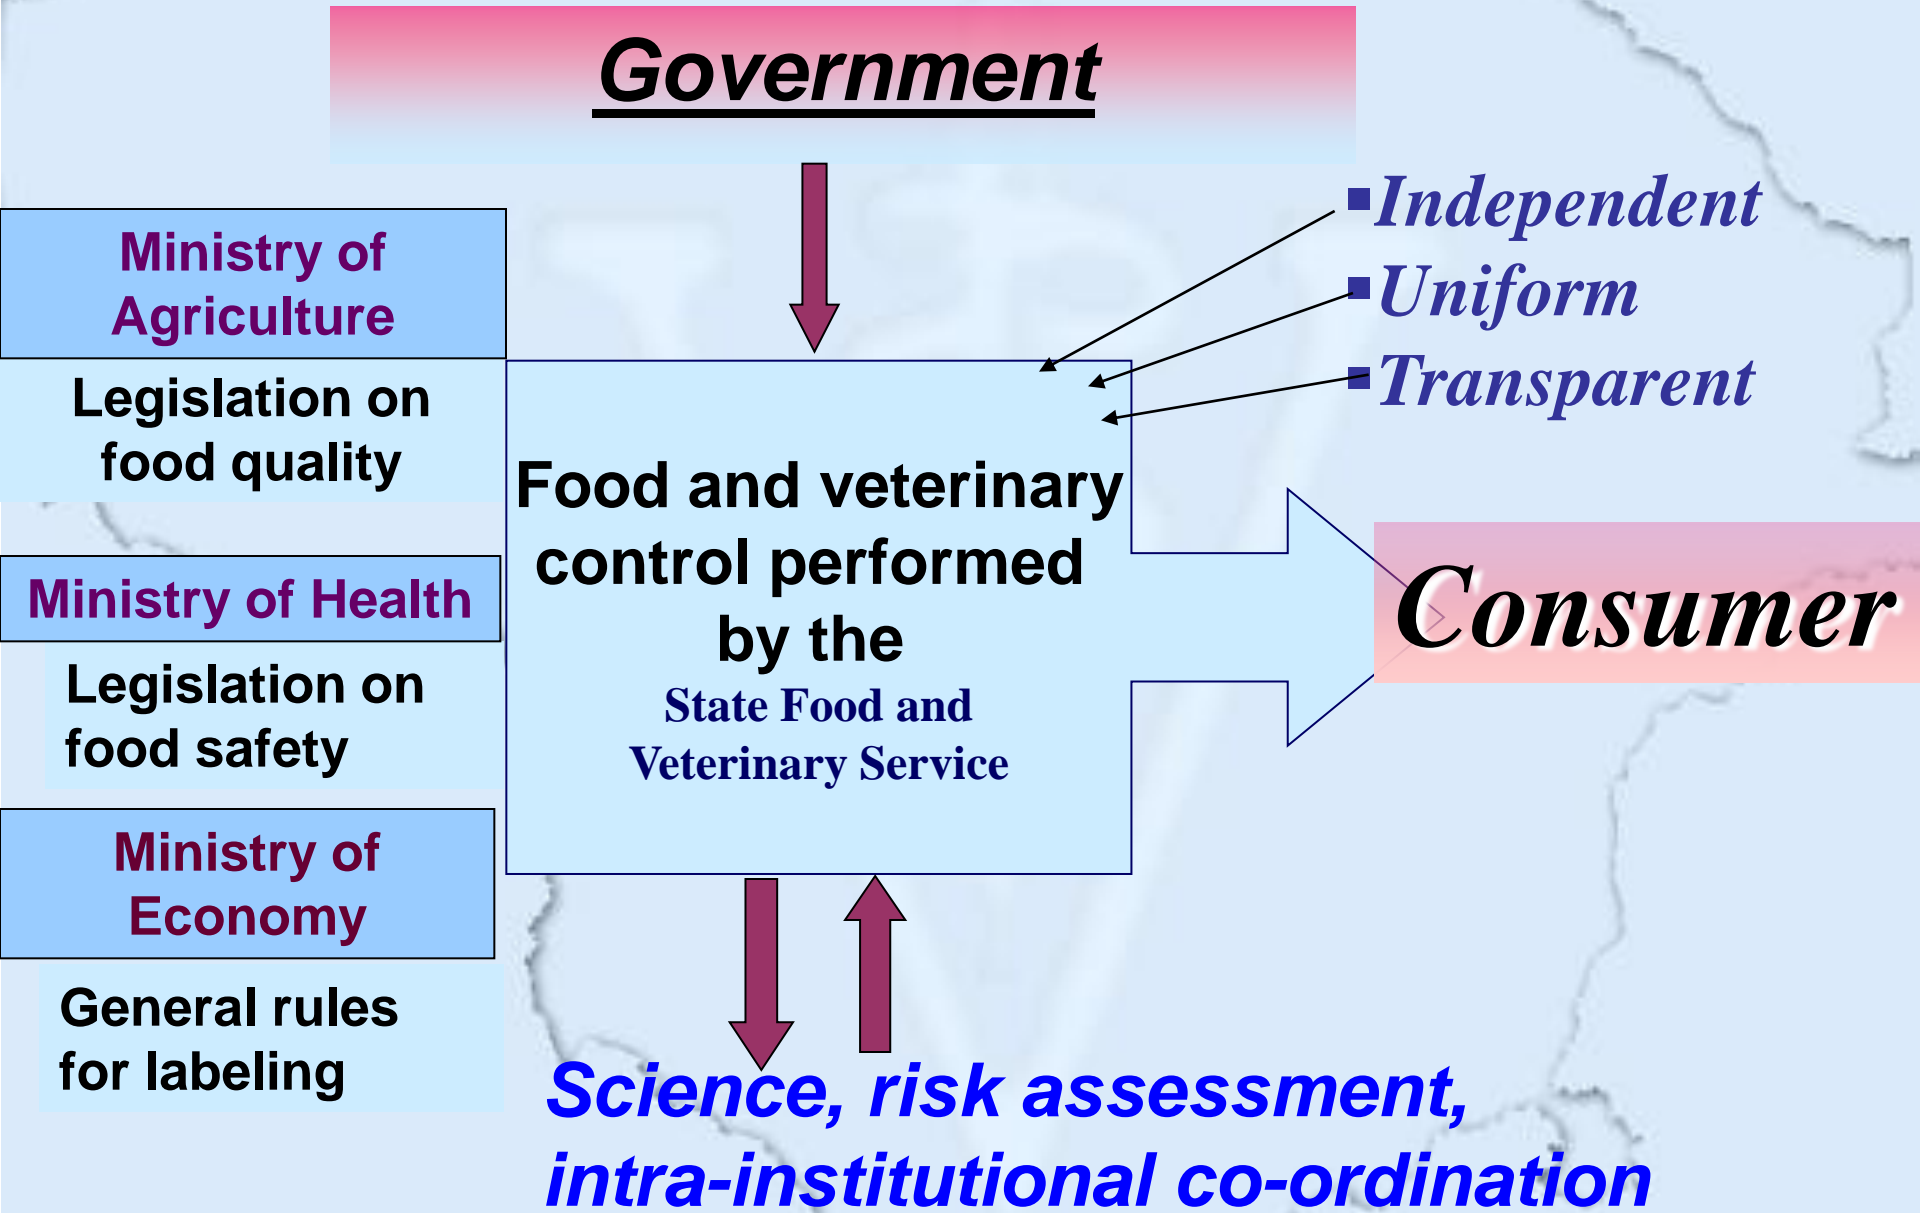 Government
Ministry of
Agriculture
Legislation on
food quality
Ministry of Health
Legislation on
food safety
Ministry of
Economy
General rules
for labeling
Food and veterinary
control performed
by the
State Food and
Veterinary Service
▪Independent
▪Uniform
▪Transparent
Consumer
Science, risk assessment,
intra-institutional co-ordination